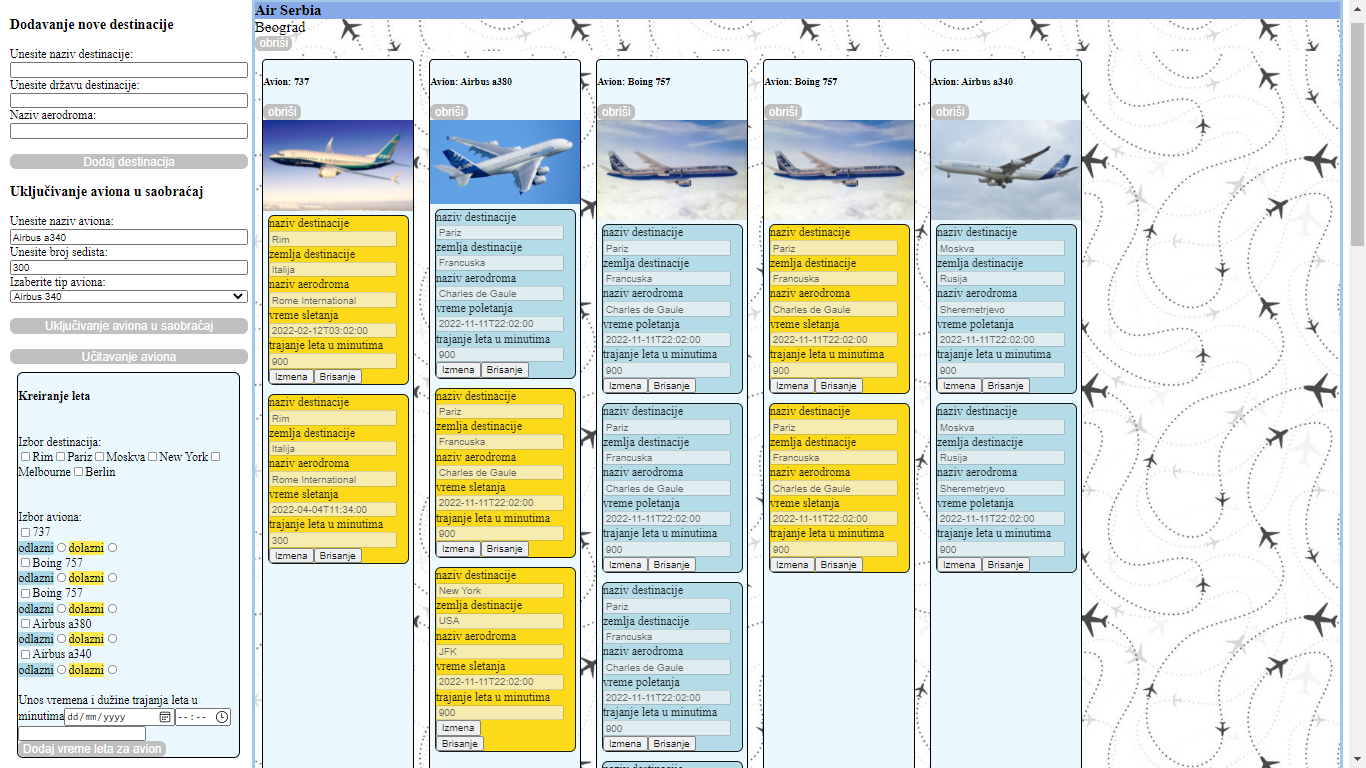 Dodavanje nove destinacije
Unesite naziv destinacije:
Unesite državu destinacije:
Naziv aerodroma:
Dodaj destinacija
Uključivanje aviona u saobraćaj
Unesite naziv aviona:
Airbus a340
Unesite broj sedista:
300
Izaberite tip aviona:
Airbus 340
Uključivanje aviona u saobraćaj
Učitavanje aviona
Kreiranje leta
Izbor destinacija:
Rim Pariz Moskva New York
Melbourne Berlin
Izbor aviona:
737
odlazni dolazni
Boing 757
odlazni dolazni
Boing 757
odlazni dolazni
Airbus a380
odlazni dolazni
Airbus a340
odlazni dolazni
Unos vremena i dužine trajanja leta u
minutima dd/mm/yyyy --:--
Dodaj vreme leta za avion
Air Serbia
Beograd
obriši
Avion: 737
obriši
naziv destinacije
Rim
zemlja destinacije
Italija
naziv aerodroma
Rome International
vreme sletanja
2022-02-12T03:02:00
trajanje leta u minutima
900
Izmena Brisanje
naziv destinacije
Rim
zemlja destinacije
Italija
naziv aerodroma
Rome International
vreme sletanja
2022-04-04T11:34:00
trajanje leta u minutima
300
Izmena Brisanje
Avion: Airbus a380
obriši
naziv destinacije
Pariz
zemlja destinacije
Francuska
naziv aerodroma
Charles de Gaule
vreme poletanja
2022-11-11T22:02:00
trajanje leta u minutima
900
Izmena Brisanje
naziv destinacije
Pariz
zemlja destinacije
Francuska
naziv aerodroma
Charles de Gaule
vreme sletanja
2022-11-11T22:02:00
trajanje leta u minutima
900
Izmena Brisanje
naziv destinacije
New York
zemlja destinacije
USA
naziv aerodroma
JFK
vreme sletanja
2022-11-11T22:02:00
trajanje leta u minutima
900
Izmena
Brisanje
Avion: Boing 757
obriši
naziv destinacije
Pariz
zemlja destinacije
Francuska
naziv aerodroma
Charles de Gaule
vreme poletanja
2022-11-11T22:02:00
trajanje leta u minutima
900
Izmena Brisanje
naziv destinacije
Pariz
zemlja destinacije
Francuska
naziv aerodroma
Charles de Gaule
vreme poletanja
2022-11-11T22:02:00
trajanje leta u minutima
900
Izmena Brisanje
naziv destinacije
Pariz
zemlja destinacije
Francuska
naziv aerodroma
Charles de Gaule
vreme poletanja
2022-11-11T22:02:00
trajanje leta u minutima
900
Izmena Brisanje
Avion: Boing 757
obriši
naziv destinacije
Pariz
zemlja destinacije
Francuska
naziv aerodroma
Charles de Gaule
vreme sletanja
2022-11-11T22:02:00
trajanje leta u minutima
900
Izmena Brisanje
naziv destinacije
Pariz
zemlja destinacije
Francuska
naziv aerodroma
Charles de Gaule
vreme sletanja
2022-11-11T22:02:00
trajanje leta u minutima
900
Izmena Brisanje
Avion: Airbus a340
obriši
naziv destinacije
Moskva
zemlja destinacije
Rusija
naziv aerodroma
Sheremetrjevo
vreme poletanja
2022-11-11T22:02:00
trajanje leta u minutima
900
Izmena Brisanje
naziv destinacije
Moskva
zemlja destinacije
Rusija
naziv aerodroma
Sheremetrjevo
vreme poletanja
2022-11-11T22:02:00
trajanje leta u minutima
900
Izmena Brisanje